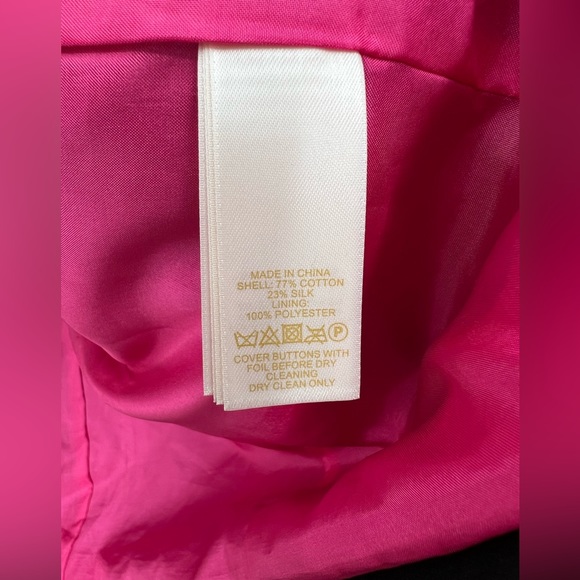 MADE IN CHINA
SHELL: 77% COTTON
23% SILK
LINING:
100% POLYESTER
P
COVER BUTTONS WITH
FOIL BEFORE DRY
CLEANING
DRY CLEAN ONLY